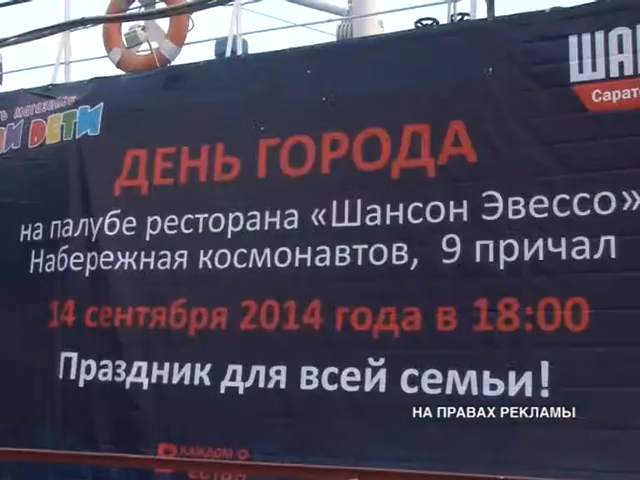 ДЕНЬ ГОРОДА
на палубе ресторана «Шансон Эвессо»
Набережная космонавтов, 9 причал
14 сентября 2014 года в 18:00
Праздник для всей семьи!
НА ПРАВАХ РЕКЛАМЫ